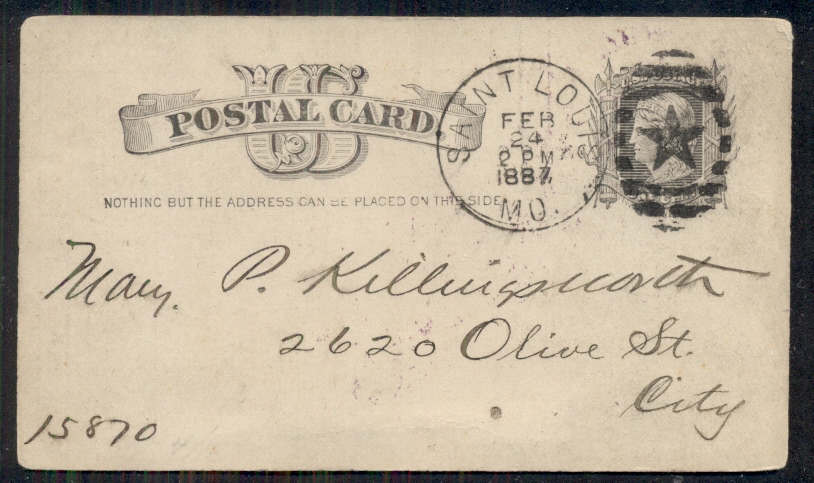 US
POSTAL CARD
NOTHING BUT THE ADDRESS CAN BE PLACED ON THIS SIDE
SAINT LOUIS
FEB
24
2 PM
1887
MO.
Mary. P. Killingsworth
2620 Olive St.
City
15870